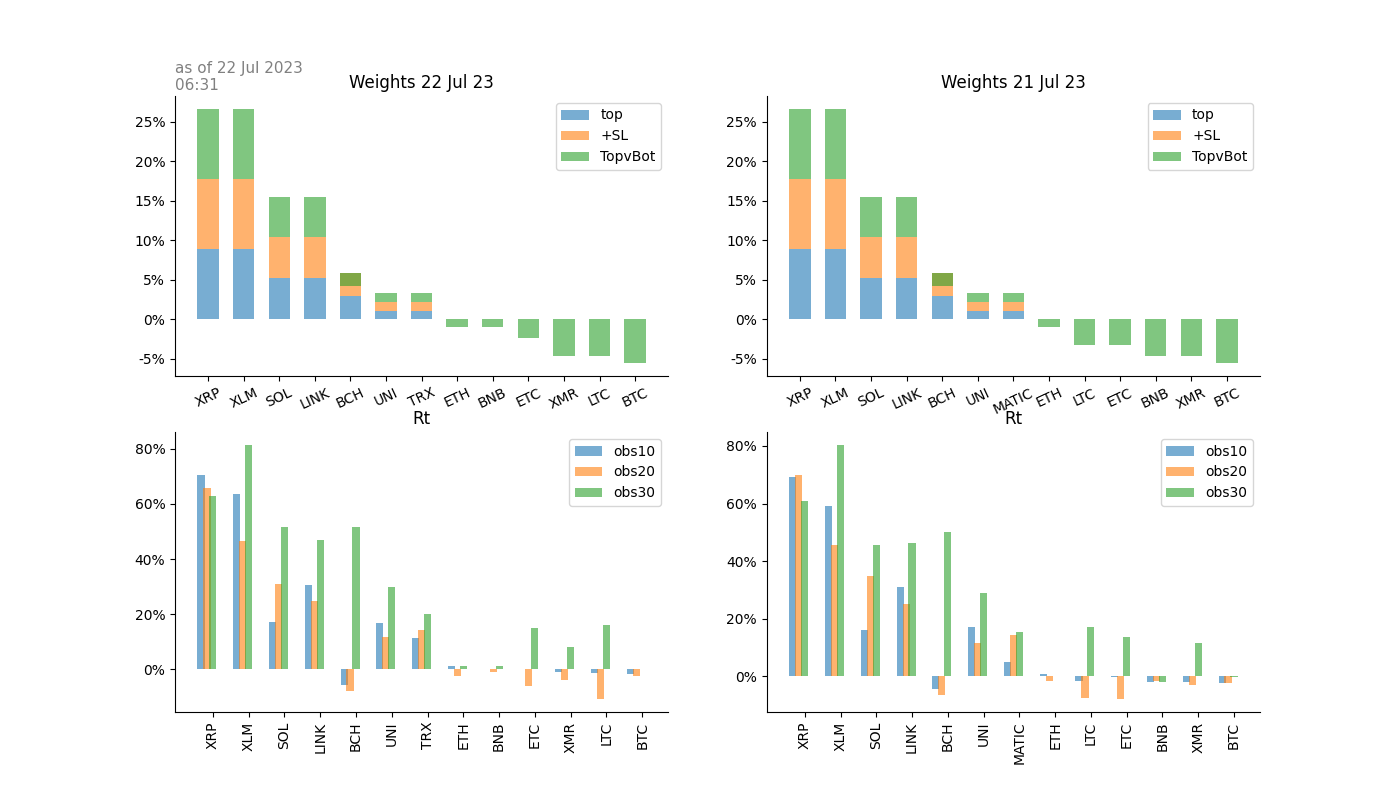 as of 22 Jul 2023
06:31
Weights 22 Jul 23
25%
20%
15%
10%
5%
0%
-5%
top
+SL
TopvBot
XRP XLM SOL LINK BCH UNI TRX ETH BNB ETC XMR LTC BTC
Weights 21 Jul 23
25%
20%
15%
10%
5%
0%
-5%
top
+SL
TopvBot
XRP XLM SOL LINK BCH UNI MATIC ETH LTC ETC BNB XMR BTC
Rt
80%
60%
40%
20%
0%
obs10
obs20
obs30
XRP XLM SOL LINK BCH UNI TRX ETH BNB ETC XMR LTC BTC
Rt
80%
60%
40%
20%
0%
obs10
obs20
obs30
XRP XLM SOL LINK BCH UNI MATIC ETH LTC ETC BNB XMR BTC